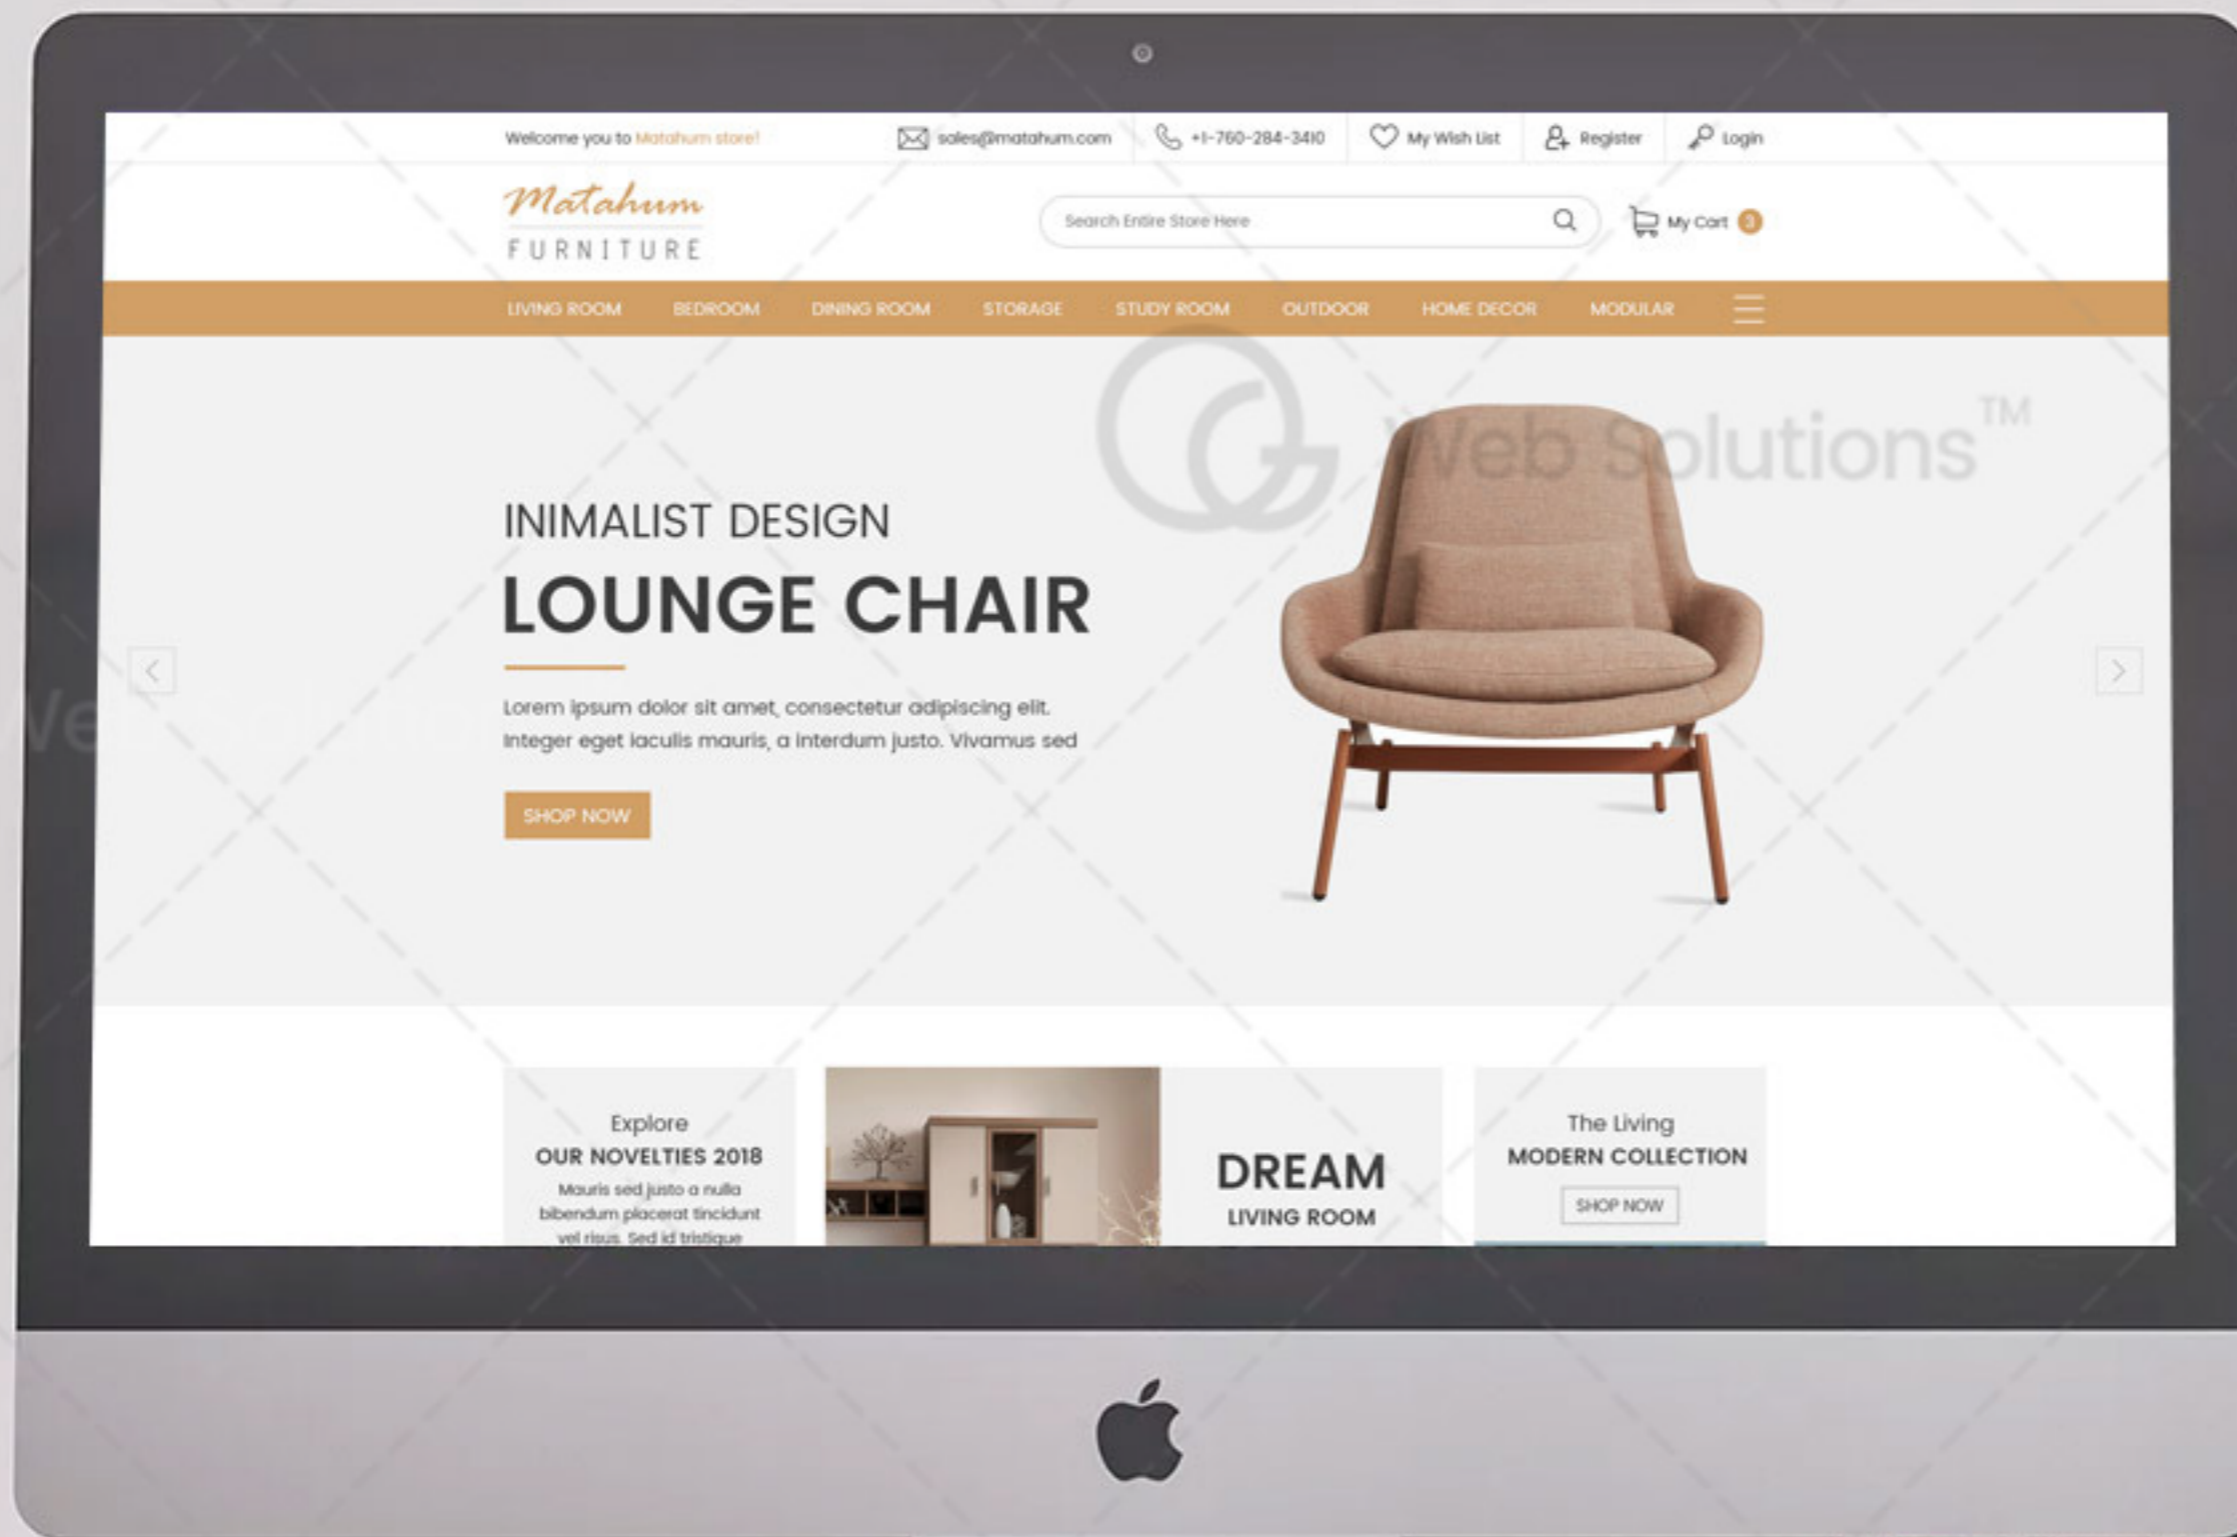 Welcome you to Matahum store!
sales@matahum.com
+1-760-284-3410
My Wish List
Register
Login
Matahum
FURNITURE
Search Entire Store Here
My Cart 3
LIVING ROOM BEDROOM DINING ROOM STORAGE STUDY ROOM OUTDOOR HOME DECOR MODULAR
Web Solutions™
INIMALIST DESIGN
LOUNGE CHAIR
Lorem ipsum dolor sit amet, consectetur adipiscing elit.
Integer eget iaculis mauris, a interdum justo. Vivamus sed
SHOP NOW
Explore
OUR NOVELTIES 2018
Mauris sed justo a nulla
bibendum placerat tincidunt
vel risus. Sed id tristique
DREAM
LIVING ROOM
The Living
MODERN COLLECTION
SHOP NOW